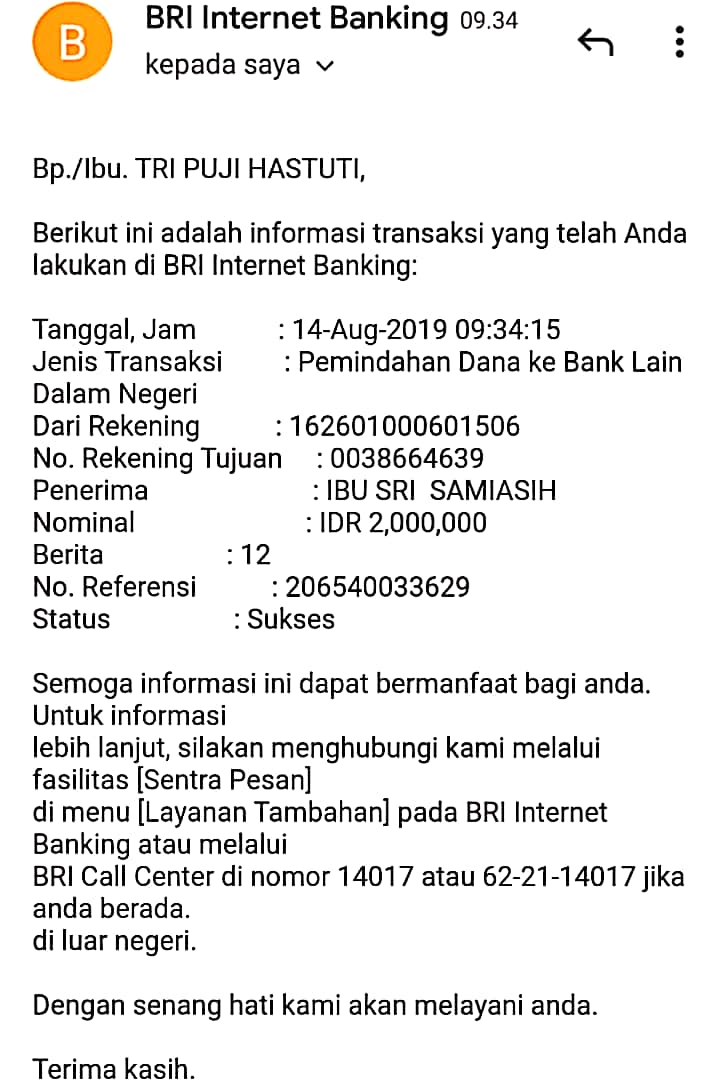 B
BRI Internet Banking 09.34
kepada saya
Bp./Ibu. TRI PUJI HASTUTI,
Berikut ini adalah informasi transaksi yang telah Anda
lakukan di BRI Internet Banking:
Tanggal, Jam : 14-Aug-2019 09:34:15
Jenis Transaksi : Pemindahan Dana ke Bank Lain
Dalam Negeri
Dari Rekening : 162601000601506
No. Rekening Tujuan : 0038664639
Penerima : IBU SRI SAMIASIH
Nominal : IDR 2,000,000
Berita : 12
No. Referensi : 206540033629
Status : Sukses
Semoga informasi ini dapat bermanfaat bagi anda.
Untuk informasi
lebih lanjut, silakan menghubungi kami melalui
fasilitas [Sentra Pesan]
di menu [Layanan Tambahan] pada BRI Internet
Banking atau melalui
BRI Call Center di nomor 14017 atau 62-21-14017 jika
anda berada.
di luar negeri.
Dengan senang hati kami akan melayani anda.
Terima kasih.